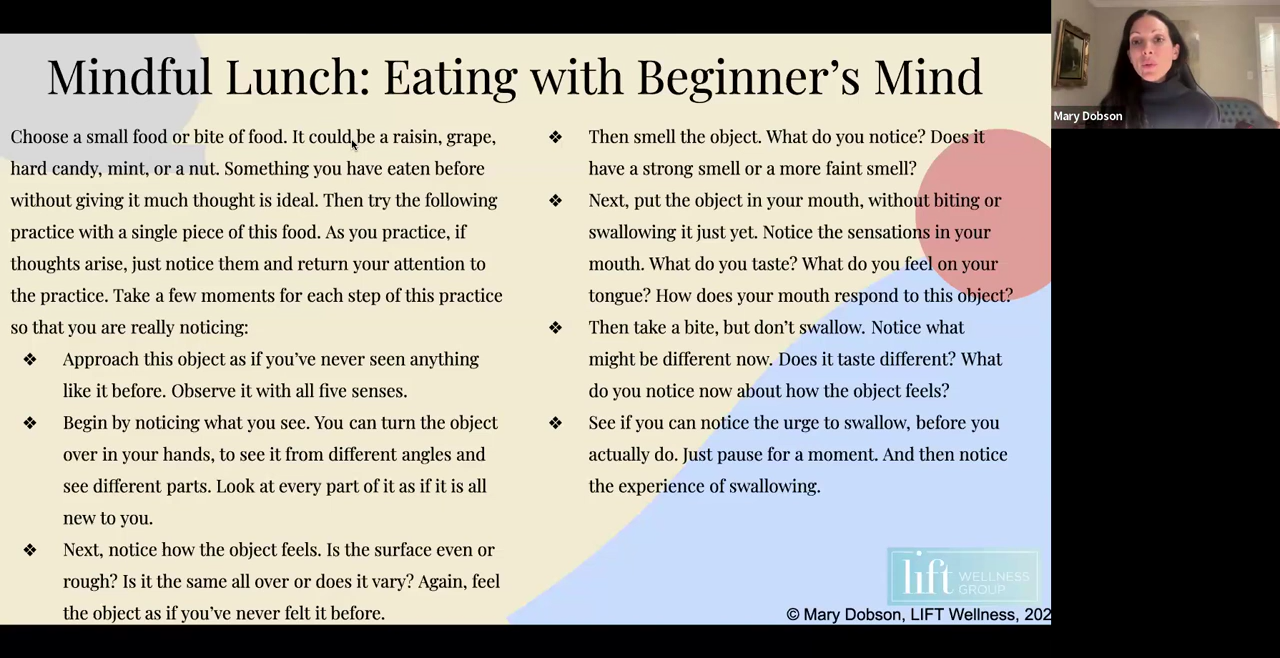 Mindful Lunch: Eating with Beginner’s Mind
Choose a small food or bite of food. It could be a raisin, grape,
hard candy, mint, or a nut. Something you have eaten before
without giving it much thought is ideal. Then try the following
practice with a single piece of this food. As you practice, if
thoughts arise, just notice them and return your attention to
the practice. Take a few moments for each step of this practice
so that you are really noticing:
❖ Approach this object as if you’ve never seen anything
like it before. Observe it with all five senses.
❖ Begin by noticing what you see. You can turn the object
over in your hands, to see it from different angles and
see different parts. Look at every part of it as if it is all
new to you.
❖ Next, notice how the object feels. Is the surface even or
rough? Is it the same all over or does it vary? Again, feel
the object as if you’ve never felt it before.
❖ Then smell the object. What do you notice? Does it
have a strong smell or a more faint smell?
❖ Next, put the object in your mouth, without biting or
swallowing it just yet. Notice the sensations in your
mouth. What do you taste? What do you feel on your
tongue? How does your mouth respond to this object?
❖ Then take a bite, but don’t swallow. Notice what
might be different now. Does it taste different? What
do you notice now about how the object feels?
❖ See if you can notice the urge to swallow, before you
actually do. Just pause for a moment. And then notice
the experience of swallowing.
lift WELLNESS
GROUP
© Mary Dobson, LIFT Wellness, 202
Mary Dobson